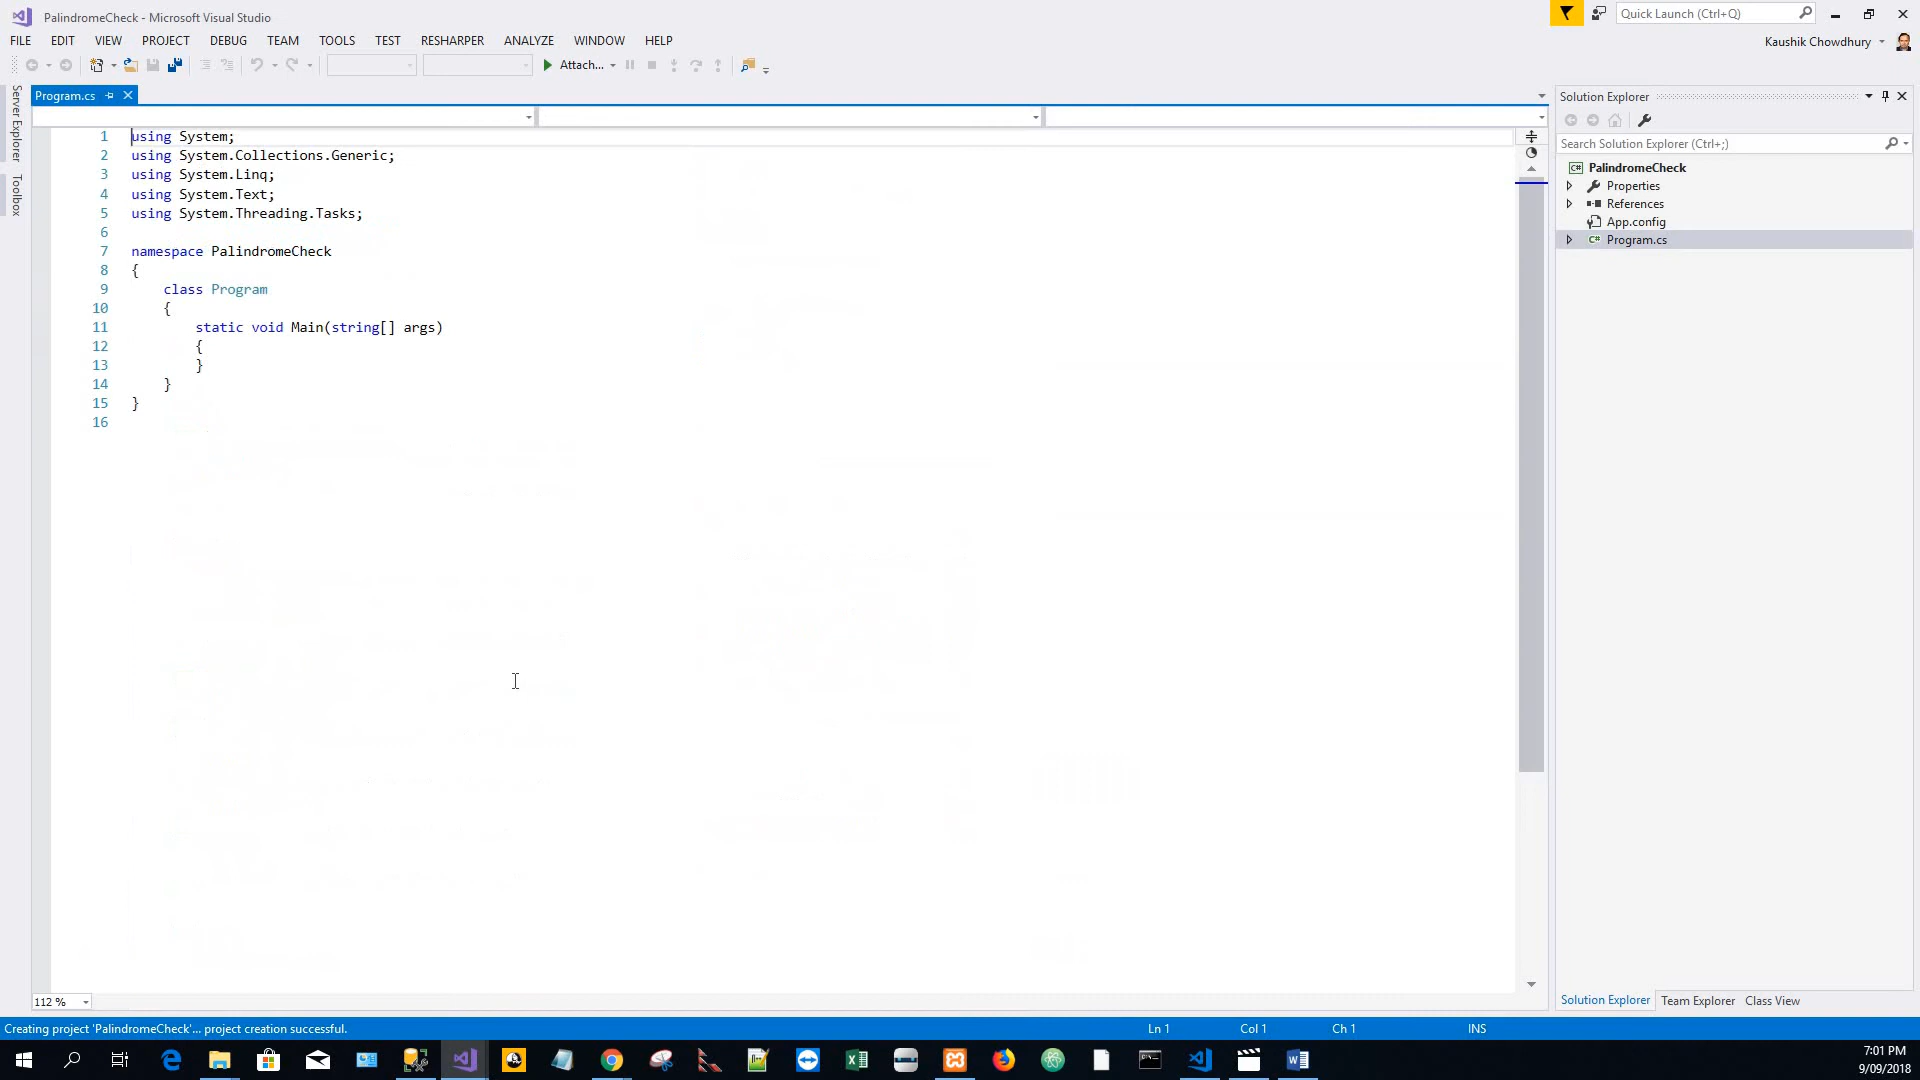 PalindromeCheck - Microsoft Visual Studio
Quick Launch (Ctrl+Q)
FILE EDIT VIEW PROJECT DEBUG TEAM TOOLS TEST RESHARPER ANALYZE WINDOW HELP
Kaushik Chowdhury
Attach...
Server Explorer
Toolbox
Program.cs
1 using System;
2 using System.Collections.Generic;
3 using System.Linq;
4 using System.Text;
5 using System.Threading.Tasks;
6
7 namespace PalindromeCheck
8 {
9 class Program
10 {
11 static void Main(string[] args)
12 {
13 }
14 }
15 }
16
112 %
Solution Explorer
Search Solution Explorer (Ctrl+;)
PalindromeCheck
Properties
References
App.config
Program.cs
Solution Explorer Team Explorer Class View
Creating project 'PalindromeCheck'... project creation successful.
Ln 1 Col 1 Ch 1 INS
7:01 PM
9/09/2018